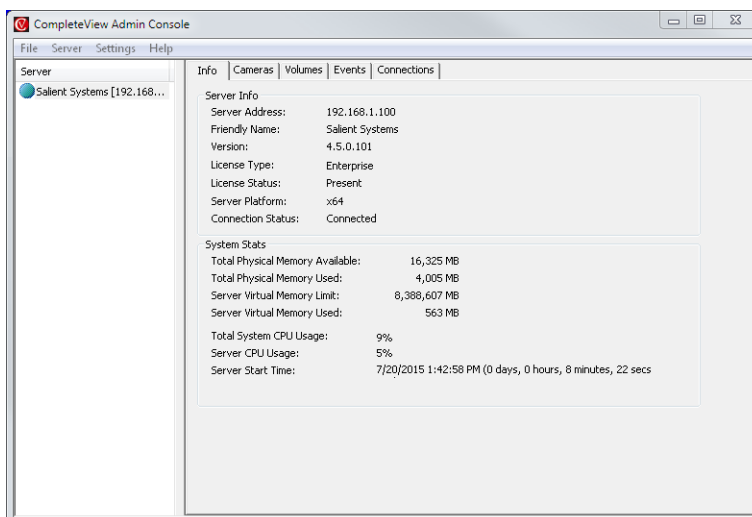 CompleteView Admin Console
File Server Settings Help
Server
Salient Systems [192.168...
Info Cameras Volumes Events Connections
Server Info
Server Address: 192.168.1.100
Friendly Name: Salient Systems
Version: 4.5.0.101
License Type: Enterprise
License Status: Present
Server Platform: x64
Connection Status: Connected
System Stats
Total Physical Memory Available: 16,325 MB
Total Physical Memory Used: 4,005 MB
Server Virtual Memory Limit: 8,388,607 MB
Server Virtual Memory Used: 563 MB
Total System CPU Usage: 9%
Server CPU Usage: 5%
Server Start Time: 7/20/2015 1:42:58 PM (0 days, 0 hours, 8 minutes, 22 secs